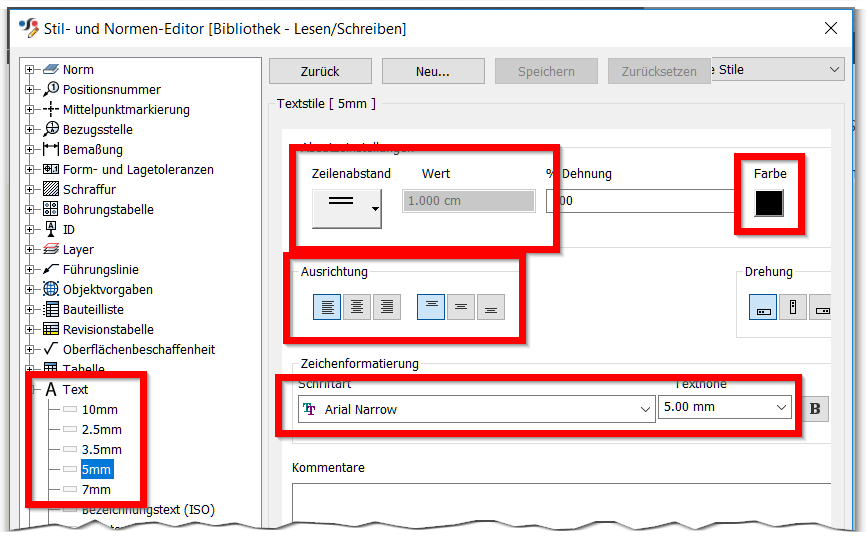 Stil- und Normen-Editor [Bibliothek - Lesen/Schreiben]
Norm
Positionsnummer
Mittelpunktmarkierung
Bezugsstelle
Bemaßung
Form- und Lagetoleranzen
Schraffur
Bohrungstabelle
ID
Layer
Führungslinie
Objektvorgaben
Bauteilliste
Revisionstabelle
Oberflächenbeschaffenheit
Tabelle
Text
10mm
2.5mm
3.5mm
5mm
7mm
Bezeichnungstext (ISO)
Zurück Neu... Speichern Zurücksetzen Stile
Textstile [ 5mm ]
Zeilenabstand Wert % Dehnung Farbe
1.000 cm 00
Ausrichtung Drehung
Zeichenformatierung
Schriftart Texthöhe
Arial Narrow 5.00 mm B
Kommentare